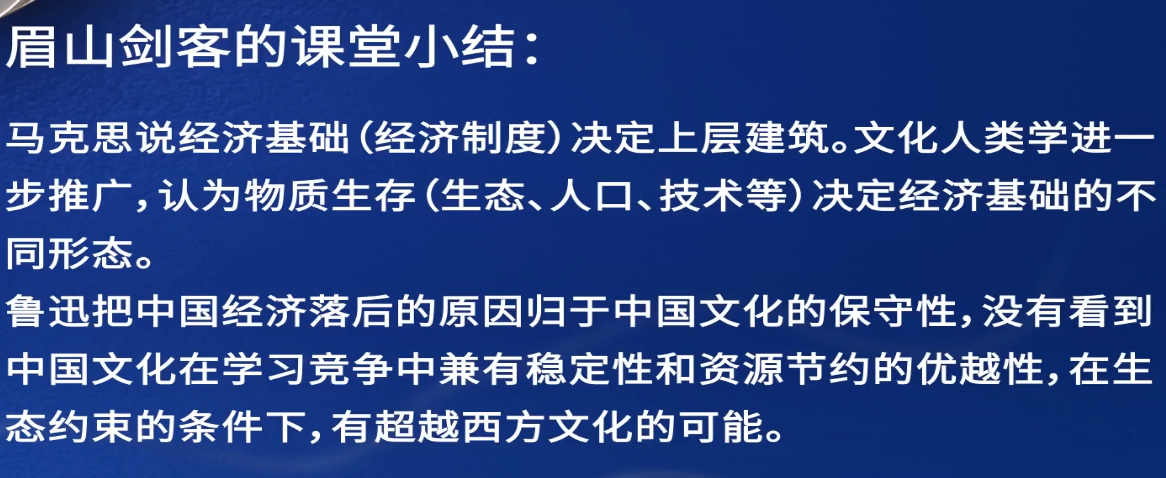 眉山剑客的课堂小结：
马克思说经济基础（经济制度）决定上层建筑。文化人类学进一
步推广，认为物质生存（生态、人口、技术等）决定经济基础的不
同形态。
鲁迅把中国经济落后的原因归于中国文化的保守性，没有看到
中国文化在学习竞争中兼有稳定性和资源节约的优越性，在生
态约束的条件下，有超越西方文化的可能。